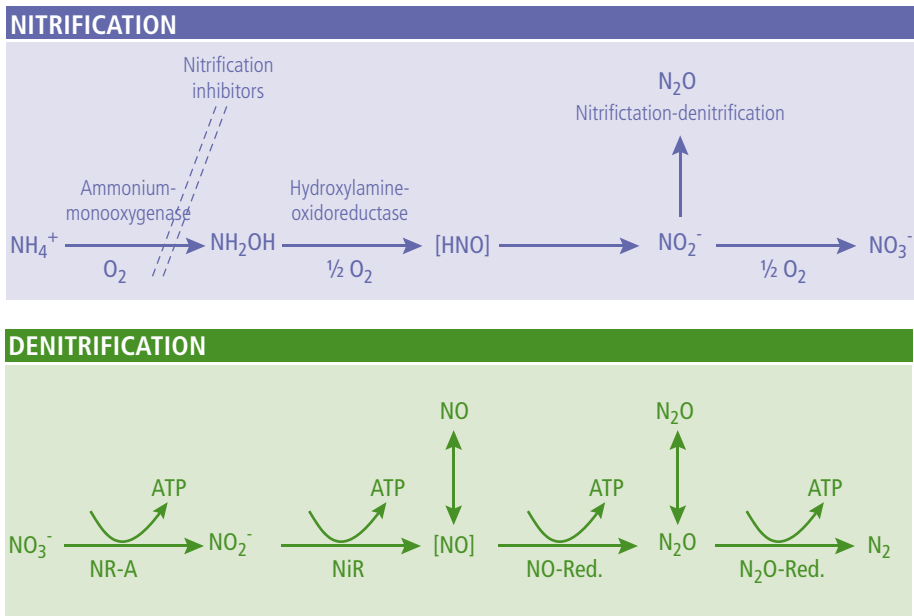 NITRIFICATION
Nitrification
inhibitors
N₂O
Nitrifictation-denitrification
Ammonium-
monooxygenase
Hydroxylamine-
oxidoreductase
NH₄⁺ NH₂OH [HNO] NO₂⁻ NO₃⁻
O₂ ½ O₂ ½ O₂
DENITRIFICATION
NO N₂O
ATP ATP ATP ATP
NO₃⁻ NO₂⁻ [NO] N₂O N₂
NR-A NiR NO-Red. N₂O-Red.